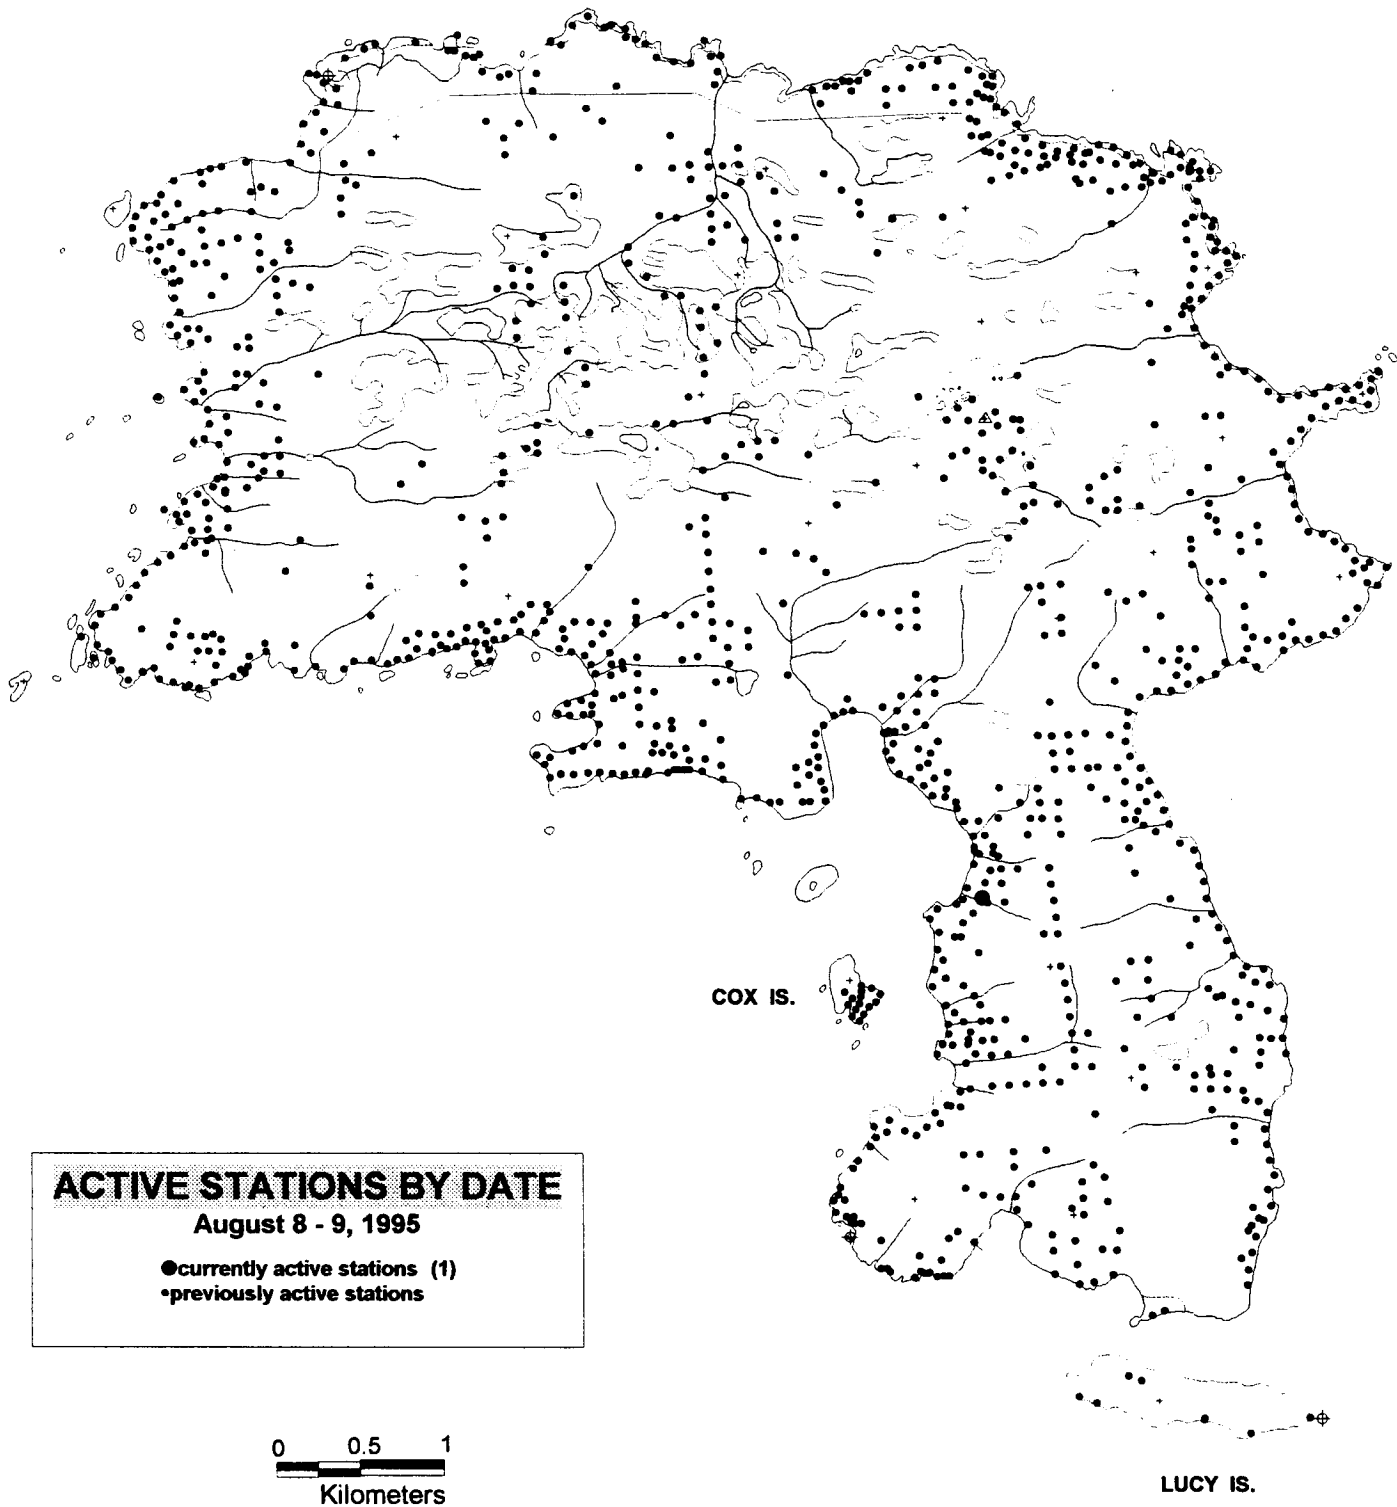 COX IS.
ACTIVE STATIONS BY DATE
August 8 - 9, 1995
●currently active stations (1)
•previously active stations
0 0.5 1
Kilometers
LUCY IS.